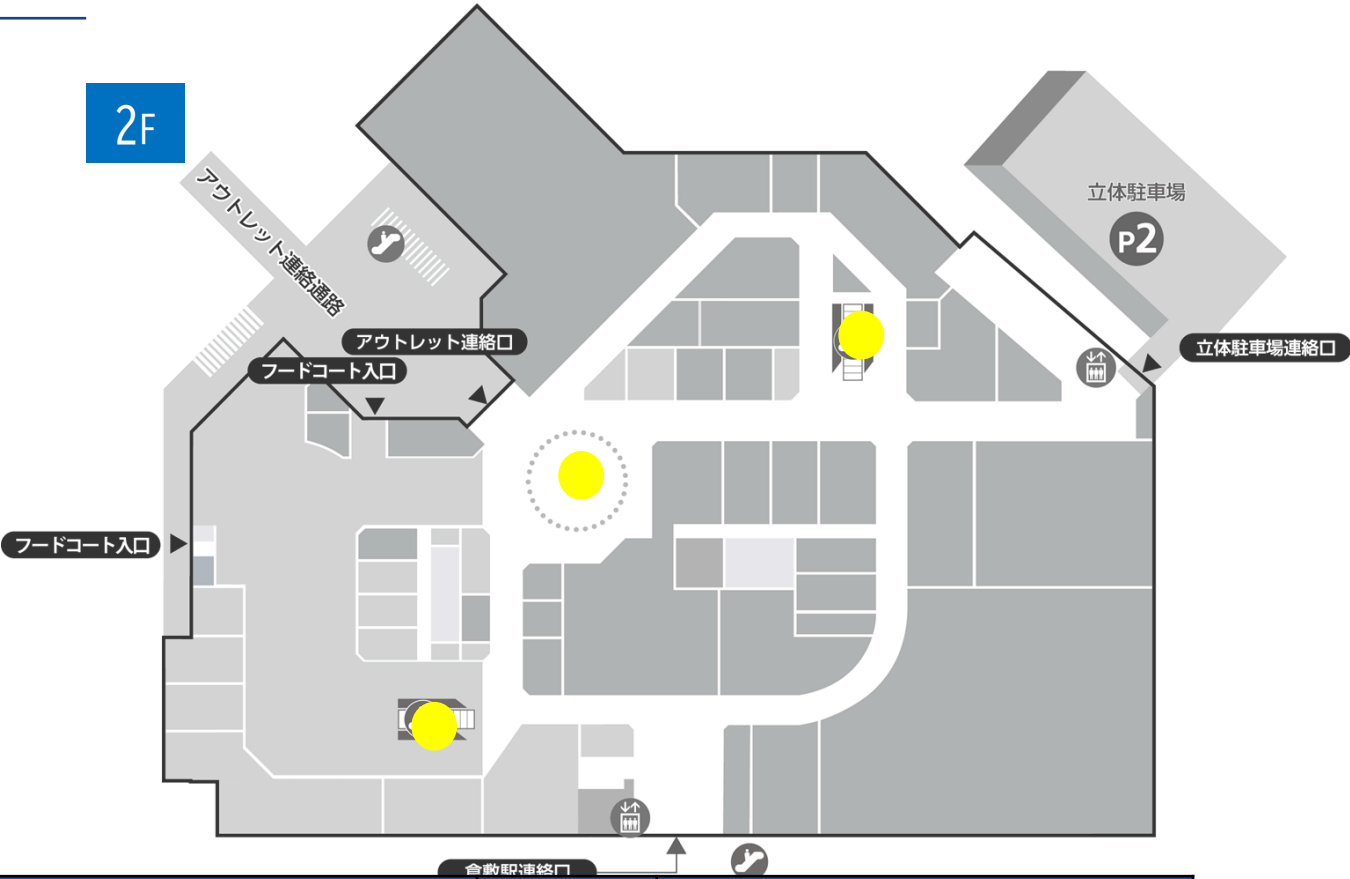 2F
アウトレット連絡通路
立体駐車場
P2
アウトレット連絡口
立体駐車場連絡口
フードコート入口
フードコート入口
倉敷駅連絡口